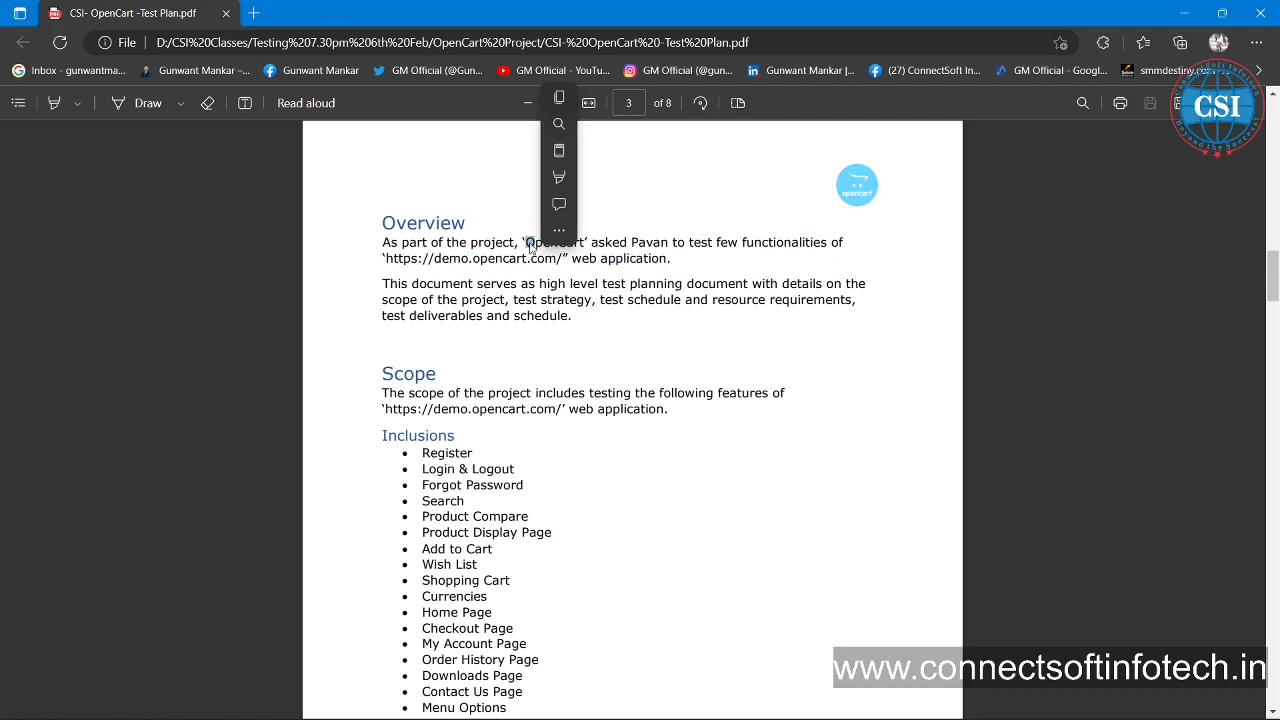 CSI- OpenCart -Test Plan.pdf
File
D:/CSI%20Classes/Testing%207.30pm%206th%20Feb/OpenCart%20Project/CSI-%20OpenCart%20-Test%20Plan.pdf
Inbox - gunwantma...
Gunwant Mankar –...
Gunwant Mankar
GM Official (@Gun...
GM Official - YouTu...
GM Official (@gun...
Gunwant Mankar |...
(27) ConnectSoft In...
GM Official - Googl...
smmdestiny.com
Draw
Read aloud
3
of 8
CSI
Beyond the Success
opencart
Overview
As part of the project, ‘OpenCart’ asked Pavan to test few functionalities of
‘https://demo.opencart.com/” web application.
This document serves as high level test planning document with details on the
scope of the project, test strategy, test schedule and resource requirements,
test deliverables and schedule.
Scope
The scope of the project includes testing the following features of
‘https://demo.opencart.com/’ web application.
Inclusions
• Register
• Login & Logout
• Forgot Password
• Search
• Product Compare
• Product Display Page
• Add to Cart
• Wish List
• Shopping Cart
• Currencies
• Home Page
• Checkout Page
• My Account Page
• Order History Page
• Downloads Page
• Contact Us Page
• Menu Options
www.connectsoftinfotech.in